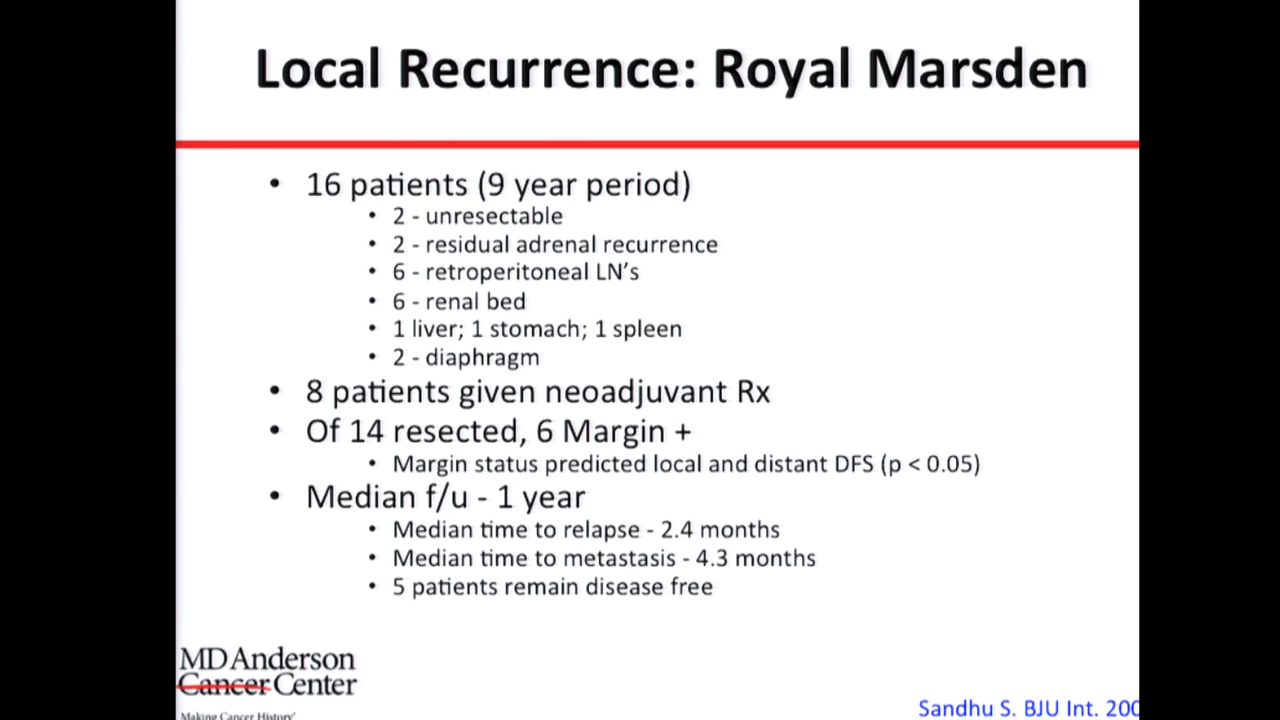 Local Recurrence: Royal Marsden
• 16 patients (9 year period)
• 2 - unresectable
• 2 - residual adrenal recurrence
• 6 - retroperitoneal LN's
• 6 - renal bed
• 1 liver; 1 stomach; 1 spleen
• 2 - diaphragm
• 8 patients given neoadjuvant Rx
• Of 14 resected, 6 Margin +
• Margin status predicted local and distant DFS (p < 0.05)
• Median f/u - 1 year
• Median time to relapse - 2.4 months
• Median time to metastasis - 4.3 months
• 5 patients remain disease free
MD Anderson
Cancer Center
Making Cancer History
Sandhu S. BJU Int. 200